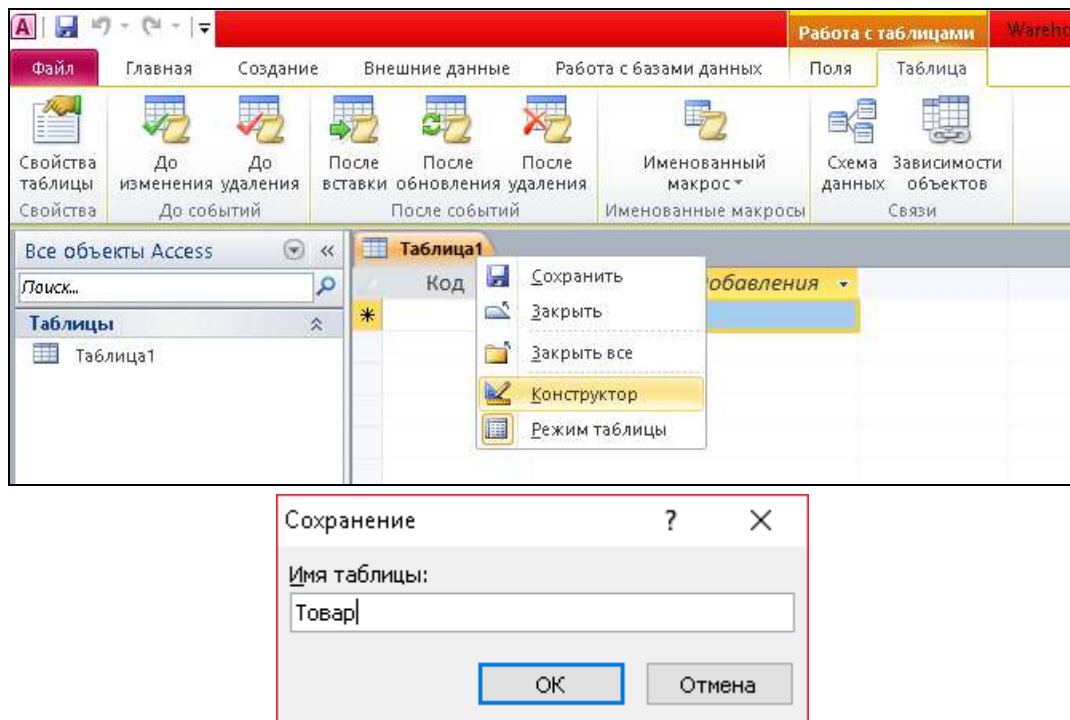 A
Работа с таблицами Wareho
Файл Главная Создание Внешние данные Работа с базами данных Поля Таблица
Свойства таблицы
До изменения
До удаления
После вставки
После обновления
После удаления
Именованный макрос
Схема данных
Зависимости объектов
Свойства До событий После событий Именованные макросы Связи
Все объекты Access «
Поиск...
Таблицы
Таблица1
Таблица1
Код обавления
*
Сохранить
Закрыть
Закрыть все
Конструктор
Режим таблицы
Сохранение ? ×
Имя таблицы:
Товар
ОК Отмена